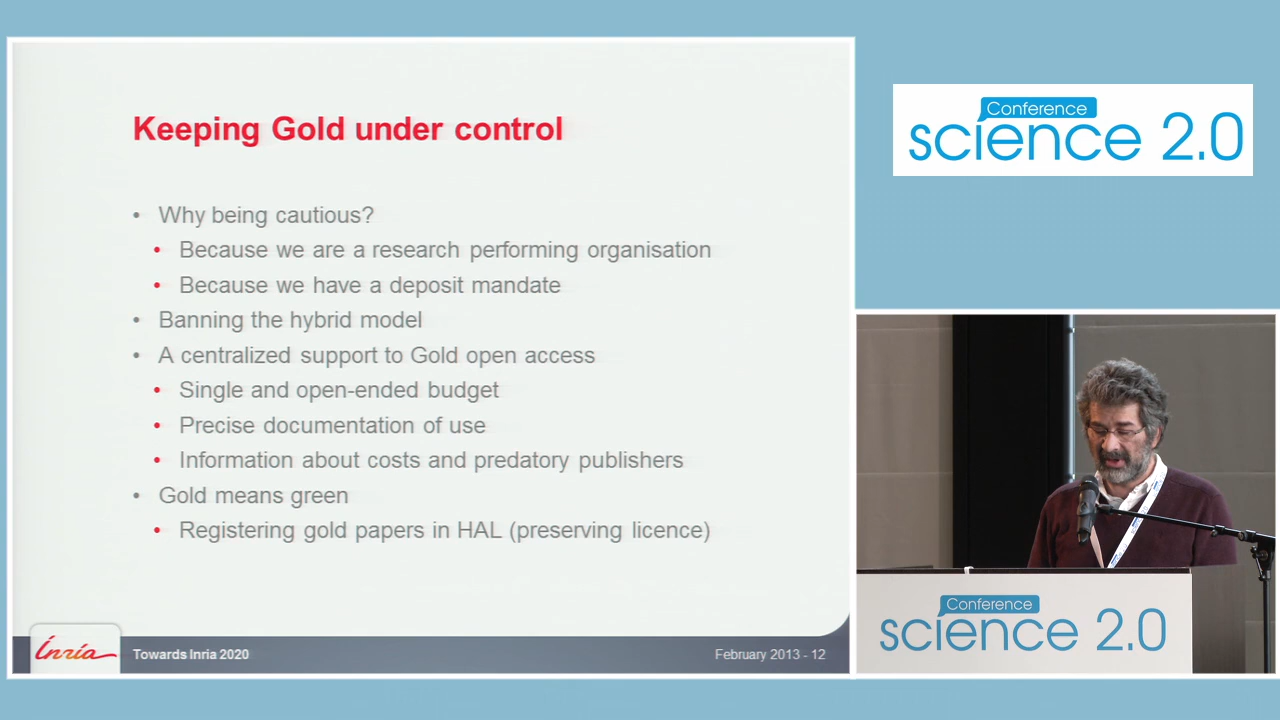 Keeping Gold under control
• Why being cautious?
• Because we are a research performing organisation
• Because we have a deposit mandate
• Banning the hybrid model
• A centralized support to Gold open access
• Single and open-ended budget
• Precise documentation of use
• Information about costs and predatory publishers
• Gold means green
• Registering gold papers in HAL (preserving licence)
Inria
Towards Inria 2020
February 2013 - 12
Conference
science 2.0
Conference
science 2.0